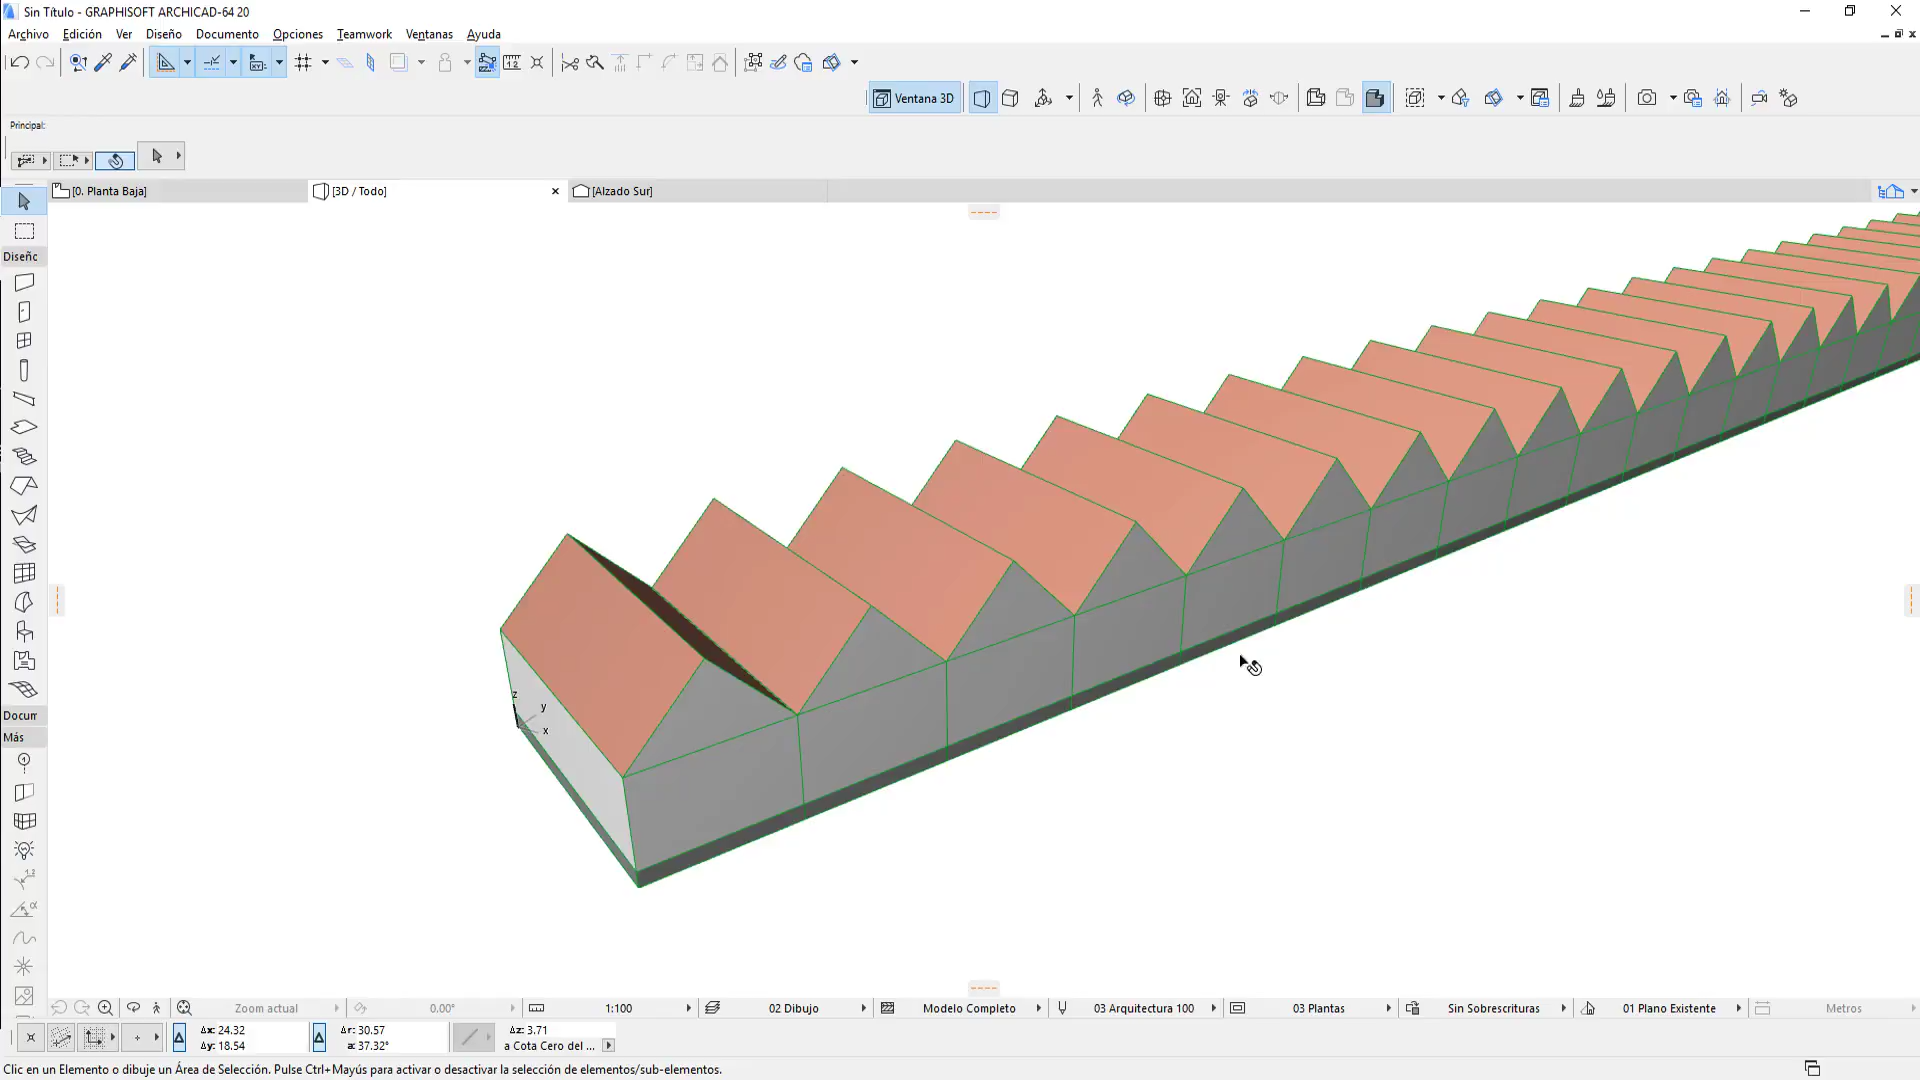 Sin Título - GRAPHISOFT ARCHICAD-64 20
Archivo Edición Ver Diseño Documento Opciones Teamwork Ventanas Ayuda
Ventana 3D
Principal:
[0. Planta Baja] [3D / Todo] [Alzado Sur]
Diseñc
z
y
x
Docum
Más
Zoom actual 0.00° 1:100 02 Dibujo Modelo Completo 03 Arquitectura 100 03 Plantas Sin Sobrescrituras 01 Plano Existente Metros
Δx: 24.32 Δr: 30.57 Δz: 3.71
Δy: 18.54 a: 37.32° a Cota Cero del ...
Clic en un Elemento o dibuje un Área de Selección. Pulse Ctrl+Mayús para activar o desactivar la selección de elementos/sub-elementos.